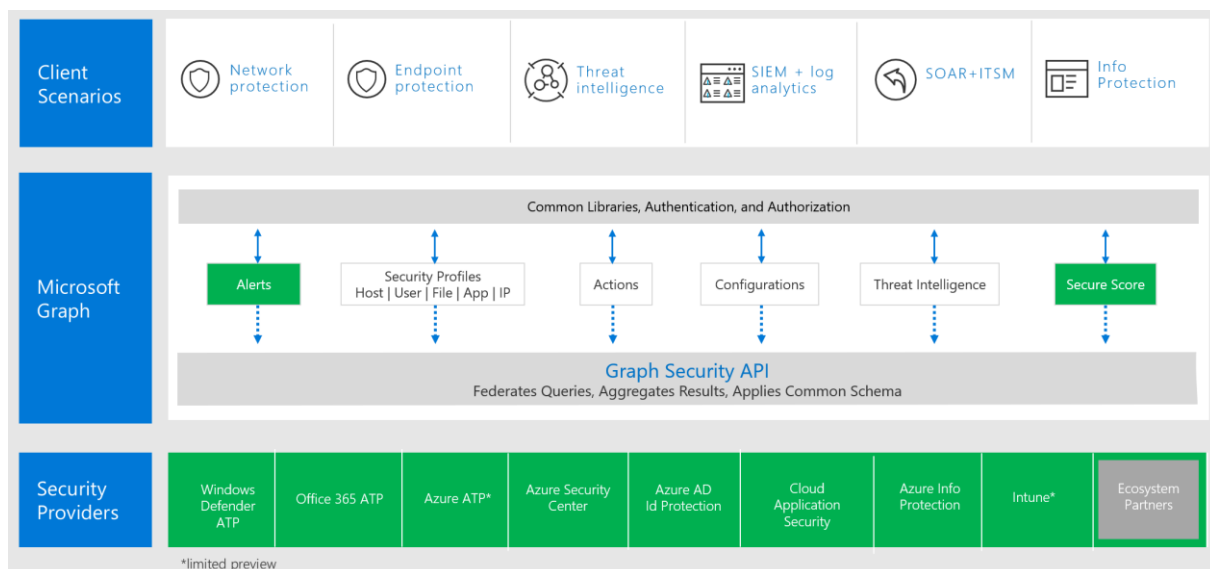 Client
Scenarios
Network
protection
Endpoint
protection
Threat
intelligence
SIEM + log
analytics
SOAR+ITSM
Info
Protection
Microsoft
Graph
Common Libraries, Authentication, and Authorization
Alerts
Security Profiles
Host | User | File | App | IP
Actions
Configurations
Threat Intelligence
Secure Score
Graph Security API
Federates Queries, Aggregates Results, Applies Common Schema
Security
Providers
Windows
Defender
ATP
Office 365 ATP
Azure ATP*
Azure Security
Center
Azure AD
Id Protection
Cloud
Application
Security
Azure Info
Protection
Intune*
Ecosystem
Partners
*limited preview